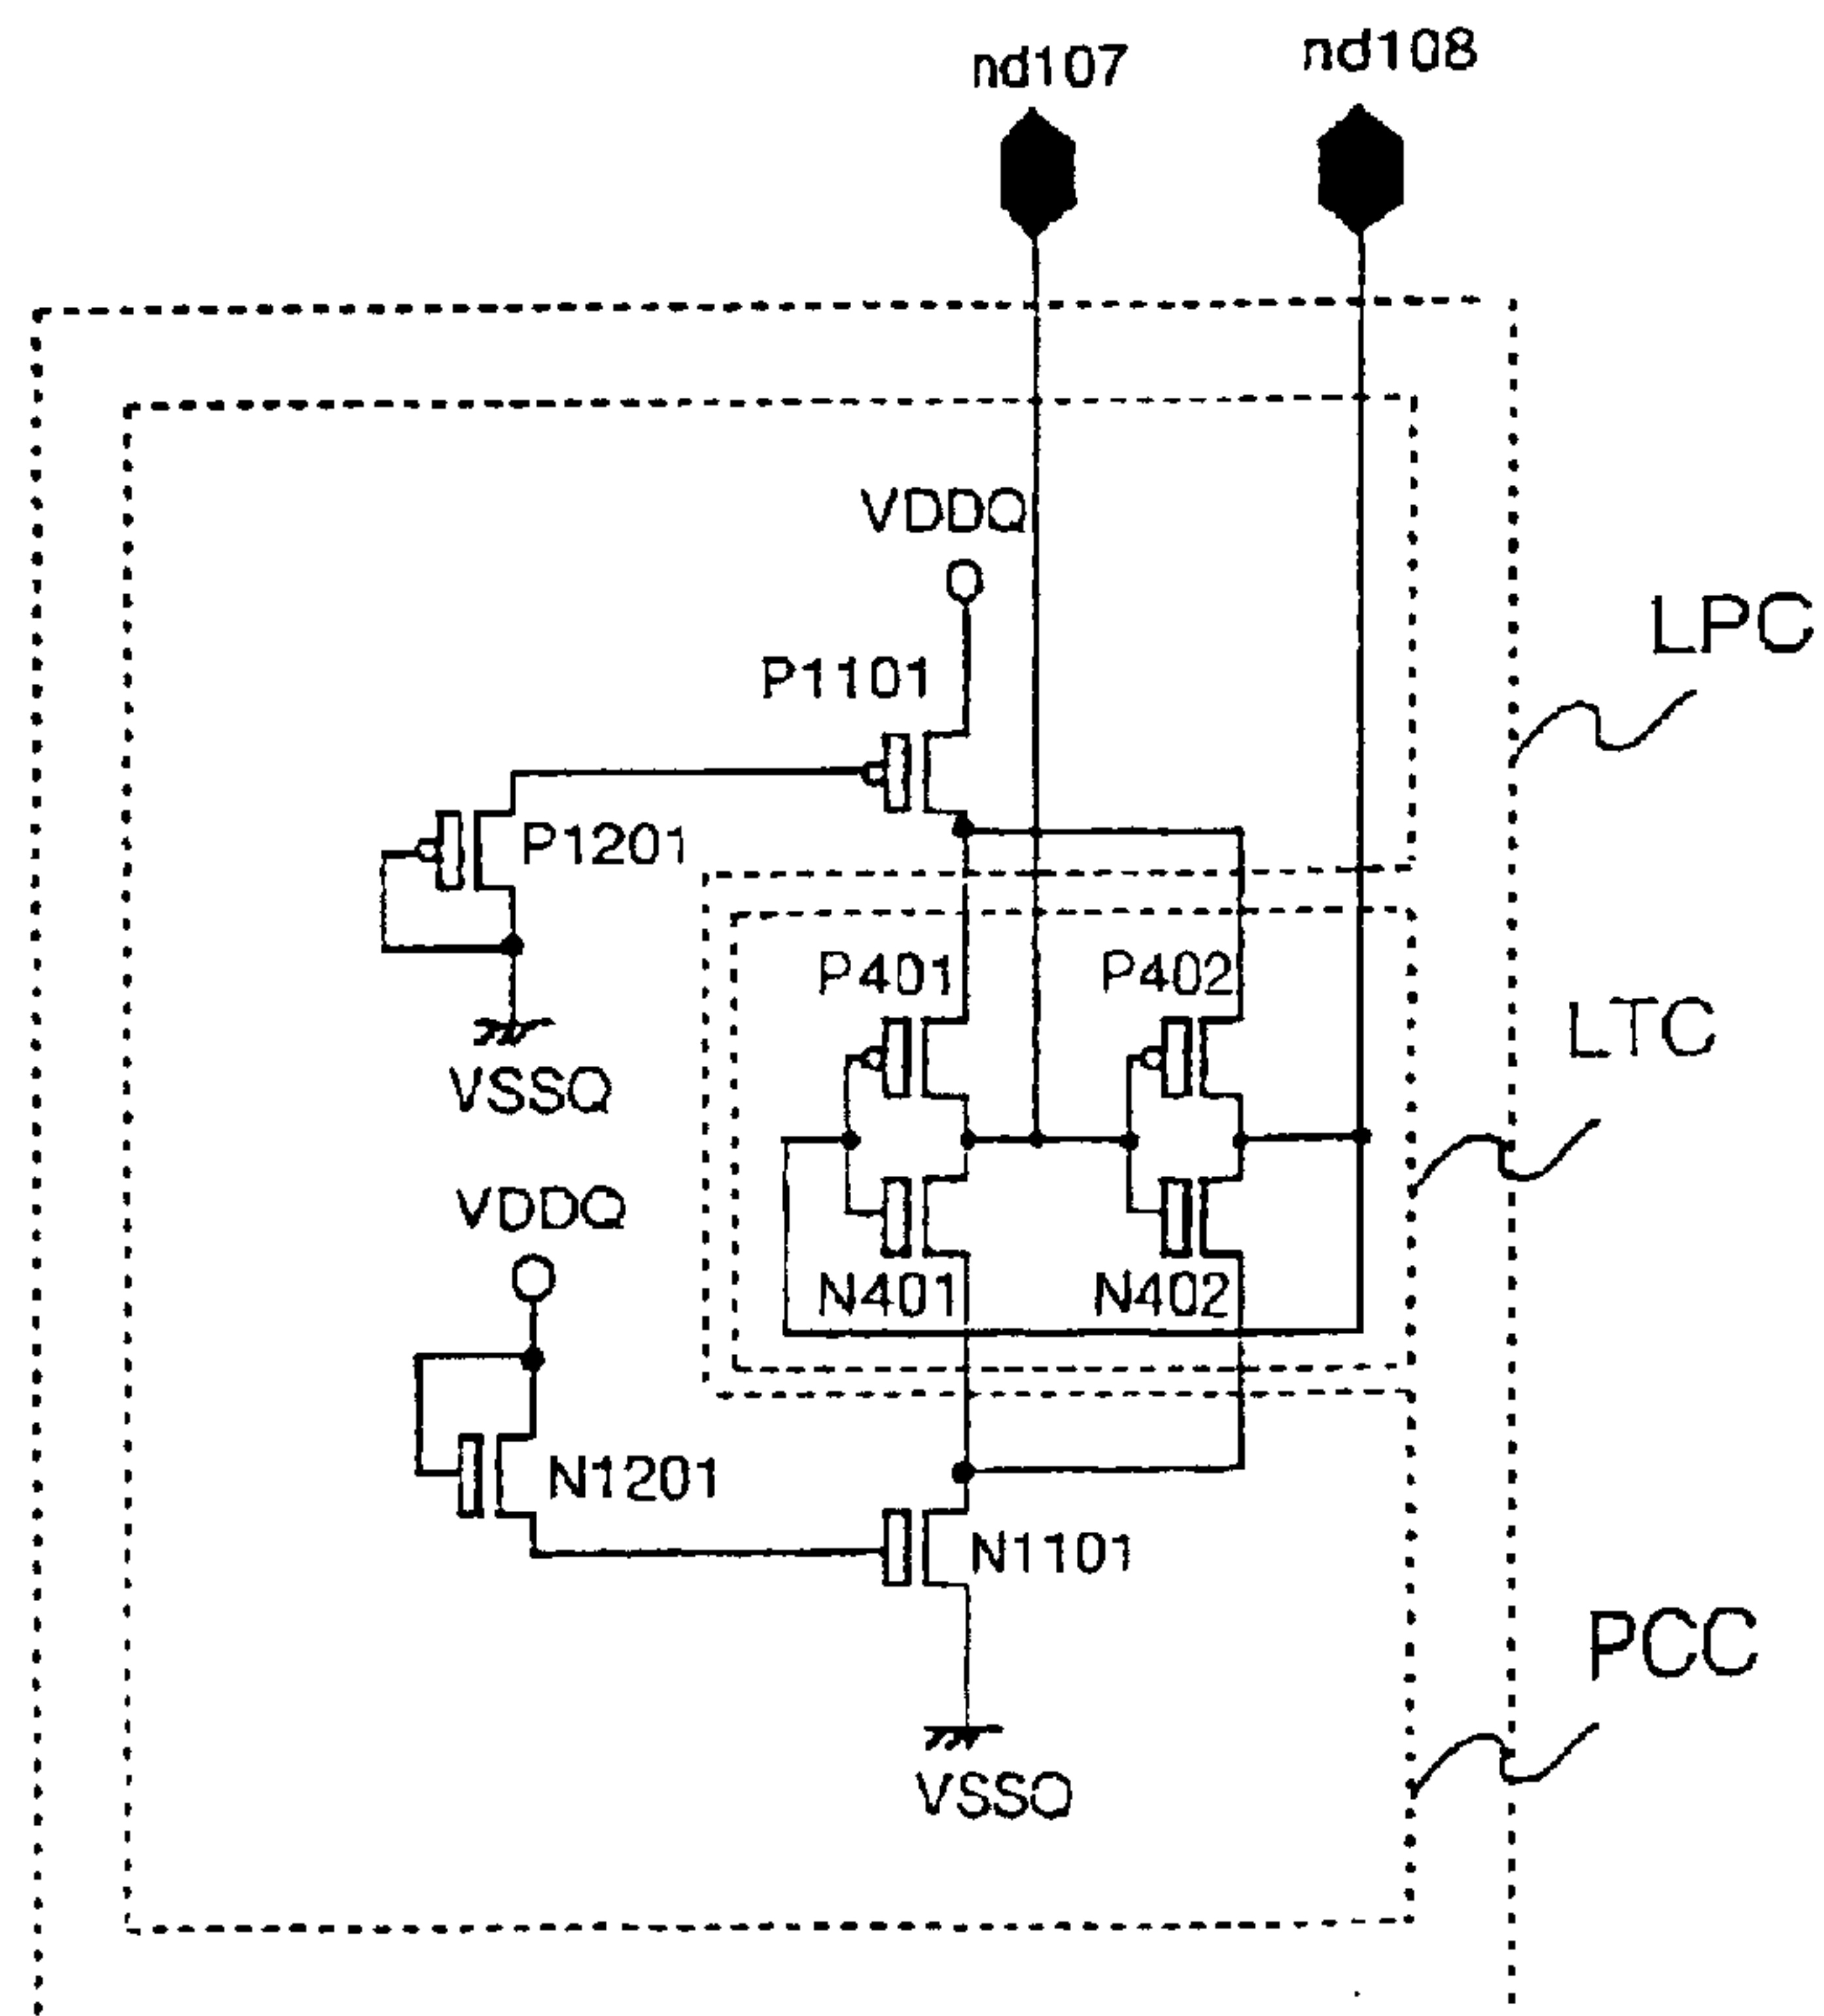 nd107
nd108
VDDQ
LPC
P1101
P1201
P401
P402
LTC
VSSQ
VDDQ
N401
N402
N1201
N1101
PCC
VSSQ